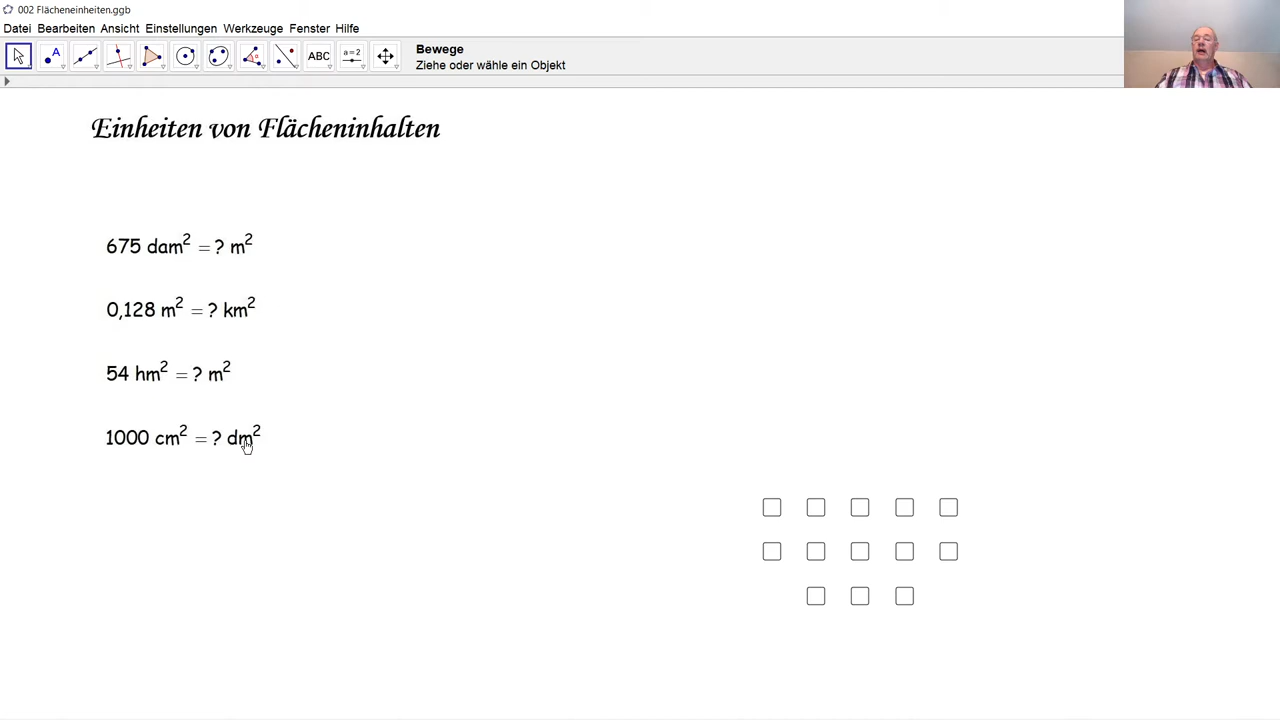 002 Flächeneinheiten.ggb
Datei Bearbeiten Ansicht Einstellungen Werkzeuge Fenster Hilfe
A ABC a=2 Bewege
Ziehe oder wähle ein Objekt
Einheiten von Flächeninhalten
675 dam² = ? m²
0,128 m² = ? km²
54 hm² = ? m²
1000 cm² = ? dm²